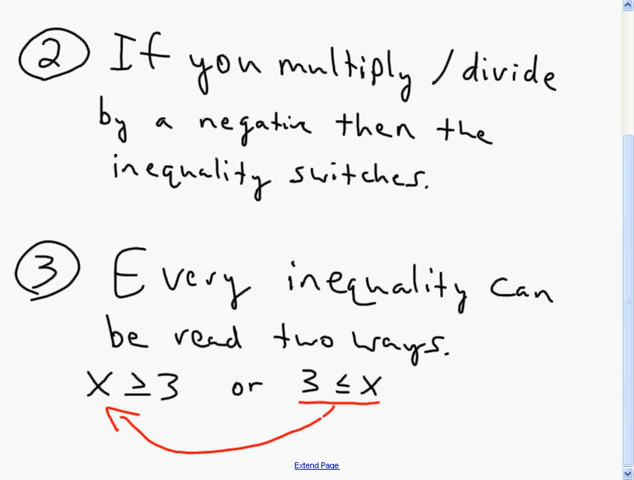 ② If you multiply / divide
by a negative then the
inequality switches.
③ Every inequality can
be read two ways.
x ≥ 3 or 3 ≤ x
Extend Page